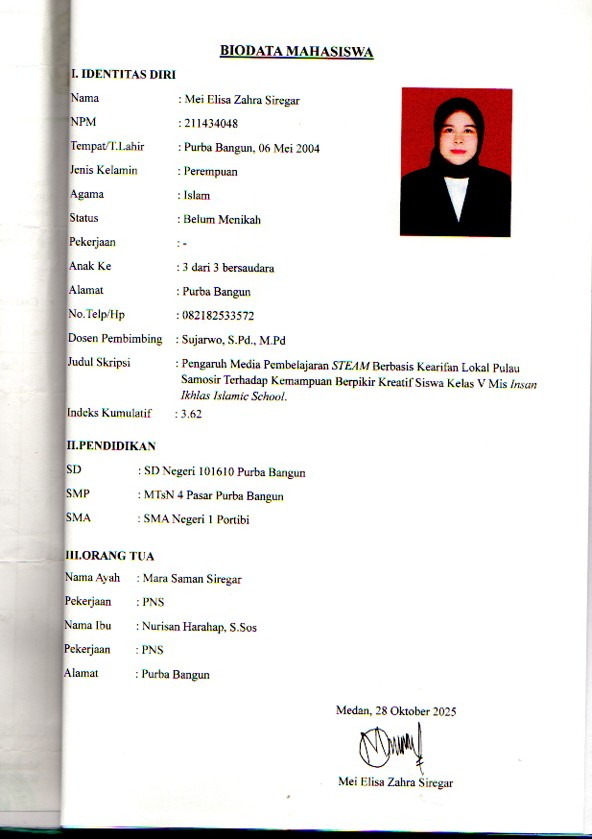 BIODATA MAHASISWA
I. IDENTITAS DIRI
Nama : Mei Elisa Zahra Siregar
NPM : 211434048
Tempat/T.Lahir : Purba Bangun, 06 Mei 2004
Jenis Kelamin : Perempuan
Agama : Islam
Status : Belum Menikah
Pekerjaan : -
Anak Ke : 3 dari 3 bersaudara
Alamat : Purba Bangun
No.Telp/Hp : 082182533572
Dosen Pembimbing : Sujarwo, S.Pd., M.Pd
Judul Skripsi : Pengaruh Media Pembelajaran STEAM Berbasis Kearifan Lokal Pulau
Samosir Terhadap Kemampuan Berpikir Kreatif Siswa Kelas V Mis Insan
Ikhlas Islamic School.
Indeks Kumulatif : 3.62
II.PENDIDIKAN
SD : SD Negeri 101610 Purba Bangun
SMP : MTsN 4 Pasar Purba Bangun
SMA : SMA Negeri 1 Portibi
III.ORANG TUA
Nama Ayah : Mara Saman Siregar
Pekerjaan : PNS
Nama Ibu : Nurisan Harahap, S.Sos
Pekerjaan : PNS
Alamat : Purba Bangun
Medan, 28 Oktober 2025
Mei Elisa Zahra Siregar